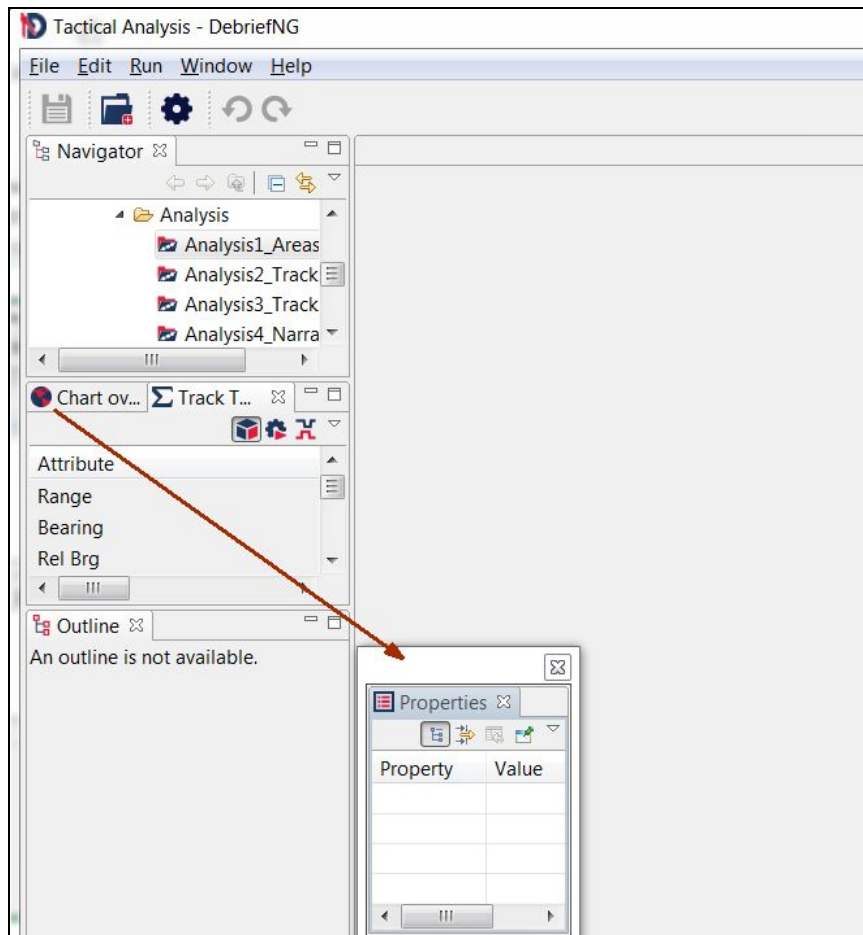 Tactical Analysis - DebriefNG
File Edit Run Window Help
Navigator
Analysis
Analysis1_Areas
Analysis2_Track
Analysis3_Track
Analysis4_Narra
Chart ov... Track T...
Attribute
Range
Bearing
Rel Brg
Outline
An outline is not available.
Properties
Property Value